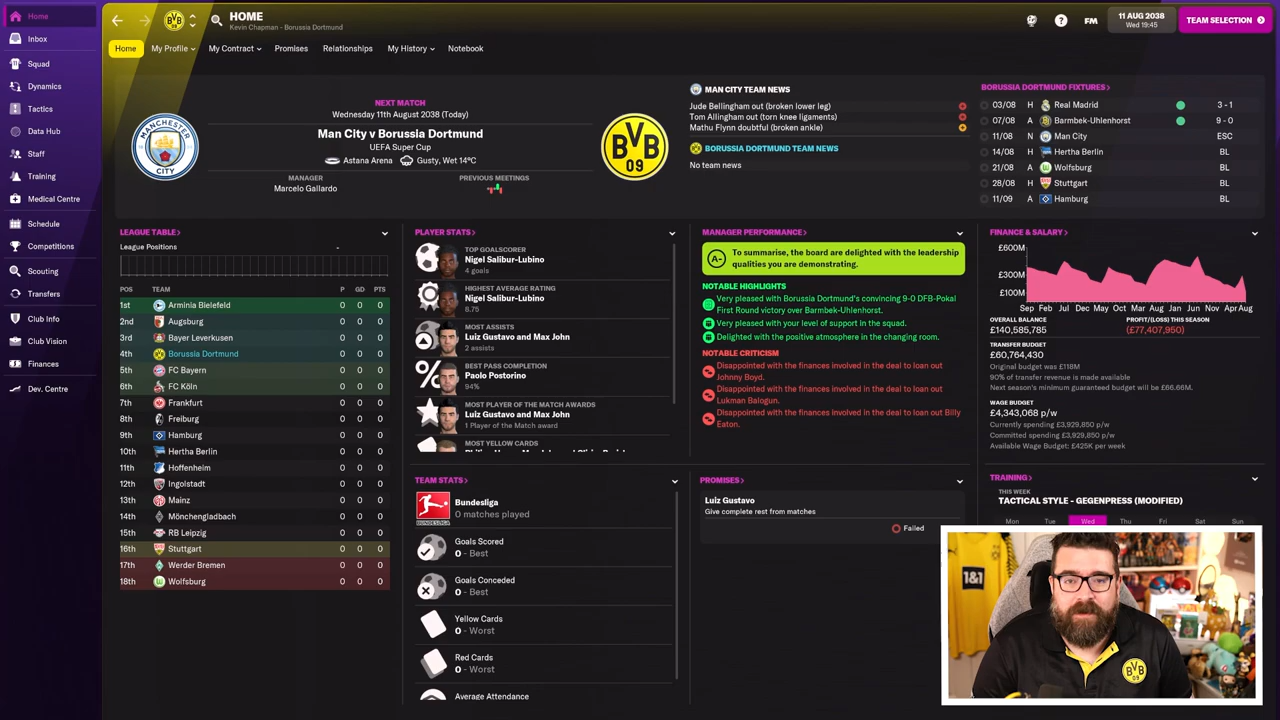 Home
Inbox
Squad
Dynamics
Tactics
Data Hub
Staff
Training
Medical Centre
Schedule
Competitions
Scouting
Transfers
Club Info
Club Vision
Finances
Dev. Centre
HOME
Kevin Chapman - Borussia Dortmund
FM
11 AUG 2038
Wed 19:45
TEAM SELECTION
Home
My Profile
My Contract
Promises
Relationships
My History
Notebook
MANCHESTER
CITY
NEXT MATCH
Wednesday 11th August 2038 (Today)
Man City v Borussia Dortmund
UEFA Super Cup
Astana Arena
Gusty, Wet 14°C
MANAGER
Marcelo Gallardo
PREVIOUS MEETINGS
BVB
09
MAN CITY TEAM NEWS
Jude Bellingham out (broken lower leg)
Tom Allingham out (torn knee ligaments)
Mathu Flynn doubtful (broken ankle)
BORUSSIA DORTMUND TEAM NEWS
No team news
BORUSSIA DORTMUND FIXTURES
03/08 H Real Madrid 3 - 1
07/08 A Barmbek-Uhlenhorst 9 - 0
11/08 N Man City ESC
14/08 H Hertha Berlin BL
21/08 A Wolfsburg BL
28/08 H Stuttgart BL
11/09 A Hamburg BL
LEAGUE TABLE
League Positions
POS TEAM P GD PTS
1st Arminia Bielefeld 0 0 0
2nd Augsburg 0 0 0
3rd Bayer Leverkusen 0 0 0
4th Borussia Dortmund 0 0 0
5th FC Bayern 0 0 0
6th FC Köln 0 0 0
7th Frankfurt 0 0 0
8th Freiburg 0 0 0
9th Hamburg 0 0 0
10th Hertha Berlin 0 0 0
11th Hoffenheim 0 0 0
12th Ingolstadt 0 0 0
13th Mainz 0 0 0
14th Mönchengladbach 0 0 0
15th RB Leipzig 0 0 0
16th Stuttgart 0 0 0
17th Werder Bremen 0 0 0
18th Wolfsburg 0 0 0
PLAYER STATS
TOP GOALSCORER
Nigel Salibur-Lubino
4 goals
HIGHEST AVERAGE RATING
Nigel Salibur-Lubino
8.75
MOST ASSISTS
Luiz Gustavo and Max John
2 assists
BEST PASS COMPLETION
Paolo Postorino
94%
MOST PLAYER OF THE MATCH AWARDS
Luiz Gustavo and Max John
1 Player of the Match award
MOST YELLOW CARDS
TEAM STATS
BUNDESLIGA
Bundesliga
0 matches played
Goals Scored
0 - Best
Goals Conceded
0 - Best
Yellow Cards
0 - Worst
Red Cards
0 - Worst
Average Attendance
MANAGER PERFORMANCE
A-
To summarise, the board are delighted with the leadership
qualities you are demonstrating.
NOTABLE HIGHLIGHTS
Very pleased with Borussia Dortmund's convincing 9-0 DFB-Pokal
First Round victory over Barmbek-Uhlenhorst.
Very pleased with your level of support in the squad.
Delighted with the positive atmosphere in the changing room.
NOTABLE CRITICISM
Disappointed with the finances involved in the deal to loan out
Johnny Boyd.
Disappointed with the finances involved in the deal to loan out
Lukman Balogun.
Disappointed with the finances involved in the deal to loan out Billy
Eaton.
PROMISES
Luiz Gustavo
Give complete rest from matches
Failed
FINANCE & SALARY
£600M
£300M
£100M
Sep Feb Jul Dec May Oct Mar Aug Jan Jun Nov Apr Aug
OVERALL BALANCE
£140,585,785
PROFIT/(LOSS) THIS SEASON
(£77,407,950)
TRANSFER BUDGET
£60,764,430
Original budget was £118M
90% of transfer revenue is made available
Next season's minimum guaranteed budget will be £66.66M.
WAGE BUDGET
£4,343,068 p/w
Currently spending £3,929,850 p/w
Committed spending £3,929,850 p/w
Available Wage Budget: £425K per week
TRAINING
THIS WEEK
TACTICAL STYLE - GEGENPRESS (MODIFIED)
Mon Tue Wed Thu Fri Sat Sun
1&1
BVB
09